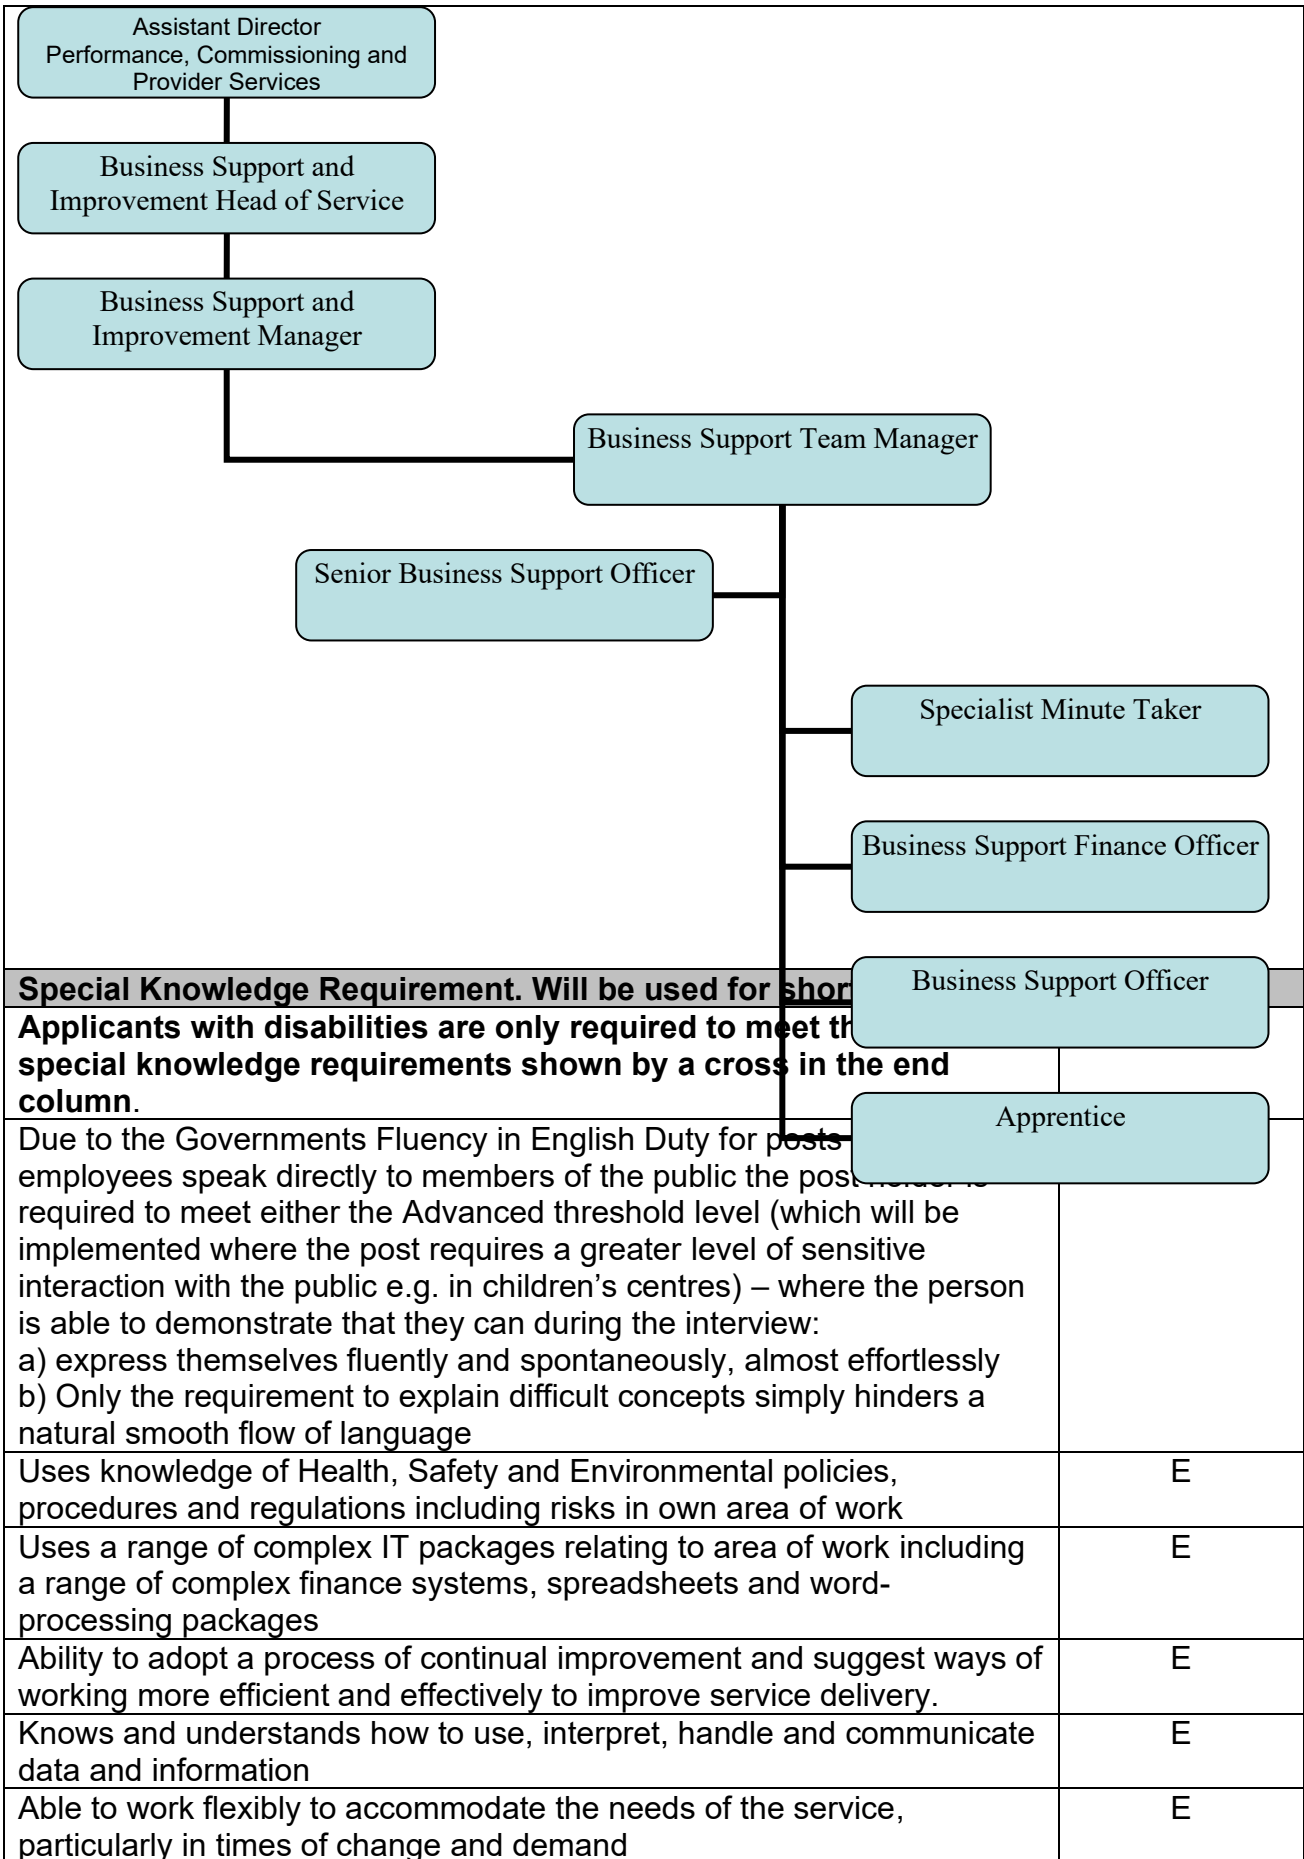 Assistant Director
Performance, Commissioning and
Provider Services
Business Support and
Improvement Head of Service
Business Support and
Improvement Manager
Business Support Team Manager
Senior Business Support Officer
Specialist Minute Taker
Business Support Finance Officer
Business Support Officer
Apprentice
Special Knowledge Requirement. Will be used for
Applicants with disabilities are only required to meet
special knowledge requirements shown by a cross in the end
column.
Due to the Governments Fluency in English Duty for posts
employees speak directly to members of the public the post
required to meet either the Advanced threshold level (which will be
implemented where the post requires a greater level of sensitive
interaction with the public e.g. in children’s centres) – where the person
is able to demonstrate that they can during the interview:
a) express themselves fluently and spontaneously, almost effortlessly
b) Only the requirement to explain difficult concepts simply hinders a
natural smooth flow of language
Uses knowledge of Health, Safety and Environmental policies, E
procedures and regulations including risks in own area of work
Uses a range of complex IT packages relating to area of work including E
a range of complex finance systems, spreadsheets and word-
processing packages
Ability to adopt a process of continual improvement and suggest ways of E
working more efficient and effectively to improve service delivery.
Knows and understands how to use, interpret, handle and communicate E
data and information
Able to work flexibly to accommodate the needs of the service, E
particularly in times of change and demand